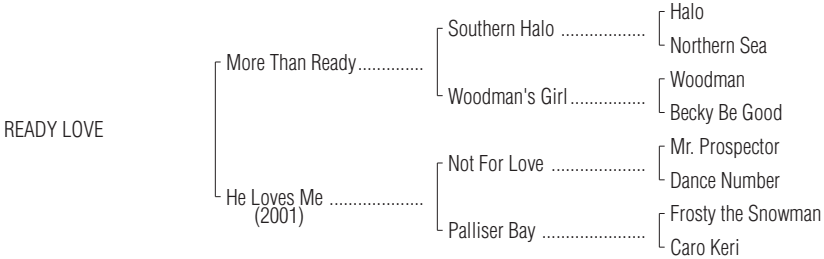 Halo
Southern Halo ..................
Northern Sea
More Than Ready..............
Woodman
Woodman's Girl................
Becky Be Good
READY LOVE
Mr. Prospector
Not For Love ....................
Dance Number
He Loves Me ....................
(2001)
Frosty the Snowman
Palliser Bay ......................
Caro Keri